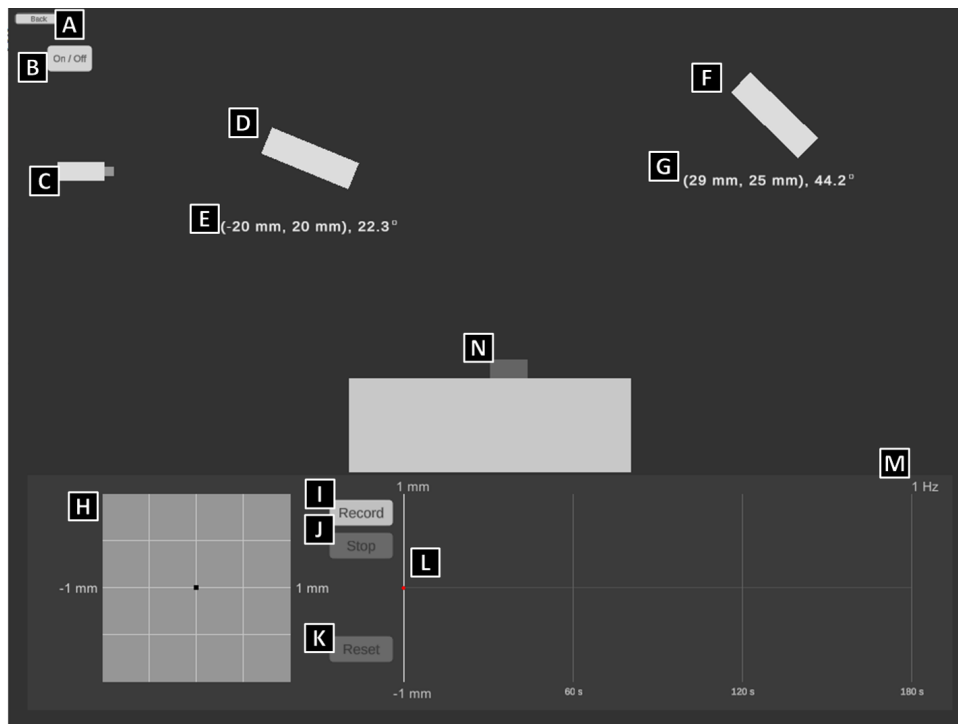 Back
A
B
On / Off
F
D
C
G
(29 mm, 25 mm), 44.2°
E
(-20 mm, 20 mm), 22.3°
N
M
H
I
1 mm
1 Hz
Record
J
Stop
L
-1 mm
1 mm
K
Reset
-1 mm
60 s
120 s
180 s